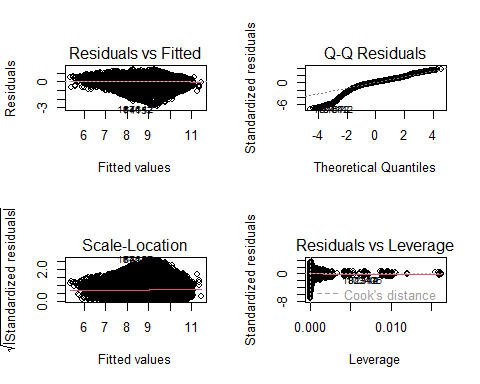 Residuals vs Fitted
Residuals
0
-3
6 7 8 9 11
Fitted values
Q-Q Residuals
Standardized residuals
0
-6
-4 -2 0 2 4
Theoretical Quantiles
Scale-Location
√|Standardized residuals|
2.0
0.0
6 7 8 9 11
Fitted values
Residuals vs Leverage
Standardized residuals
0
-8
Cook's distance
0.000 0.010
Leverage